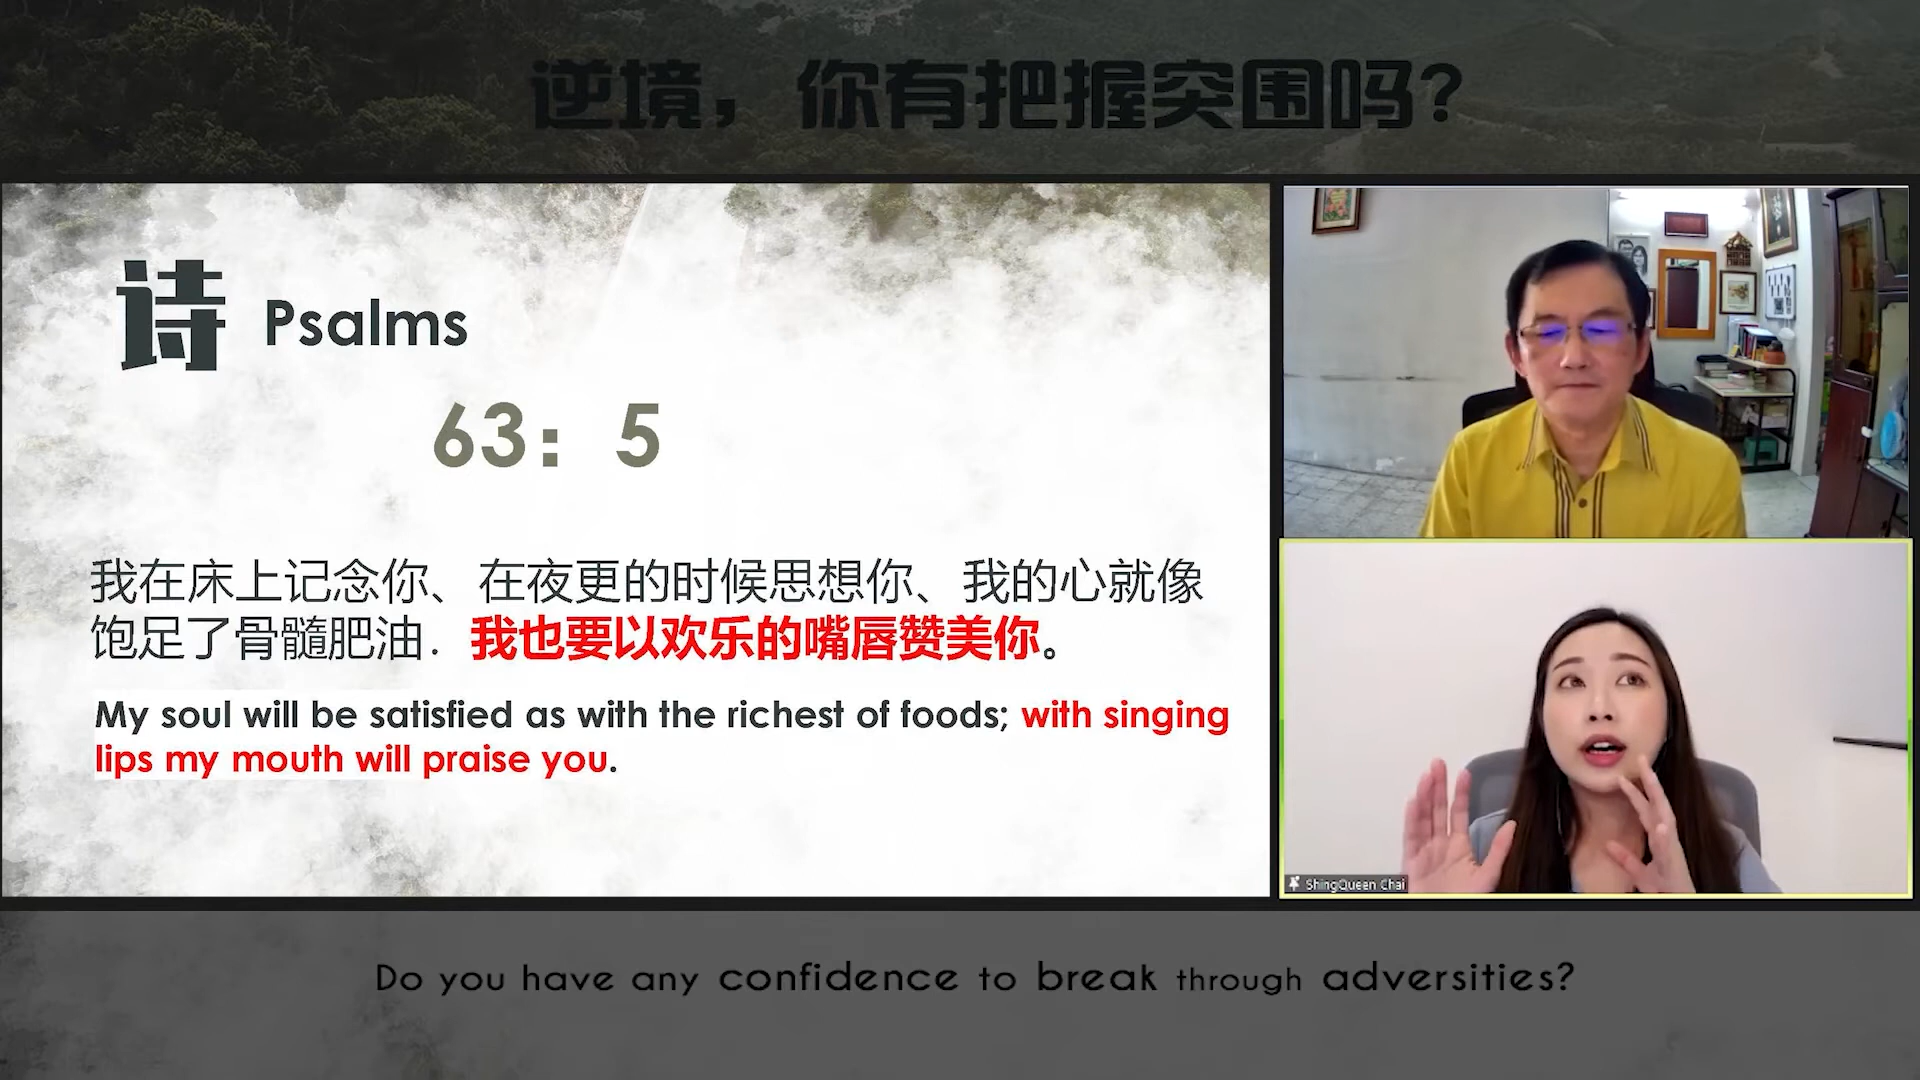 逆境，你有把握突围吗？
诗 Psalms
63：5
我在床上记念你、在夜更的时候思想你、我的心就像
饱足了骨髓肥油．我也要以欢乐的嘴唇赞美你。
My soul will be satisfied as with the richest of foods; with singing
lips my mouth will praise you.
ShingQueen Chai
Do you have any confidence to break through adversities?